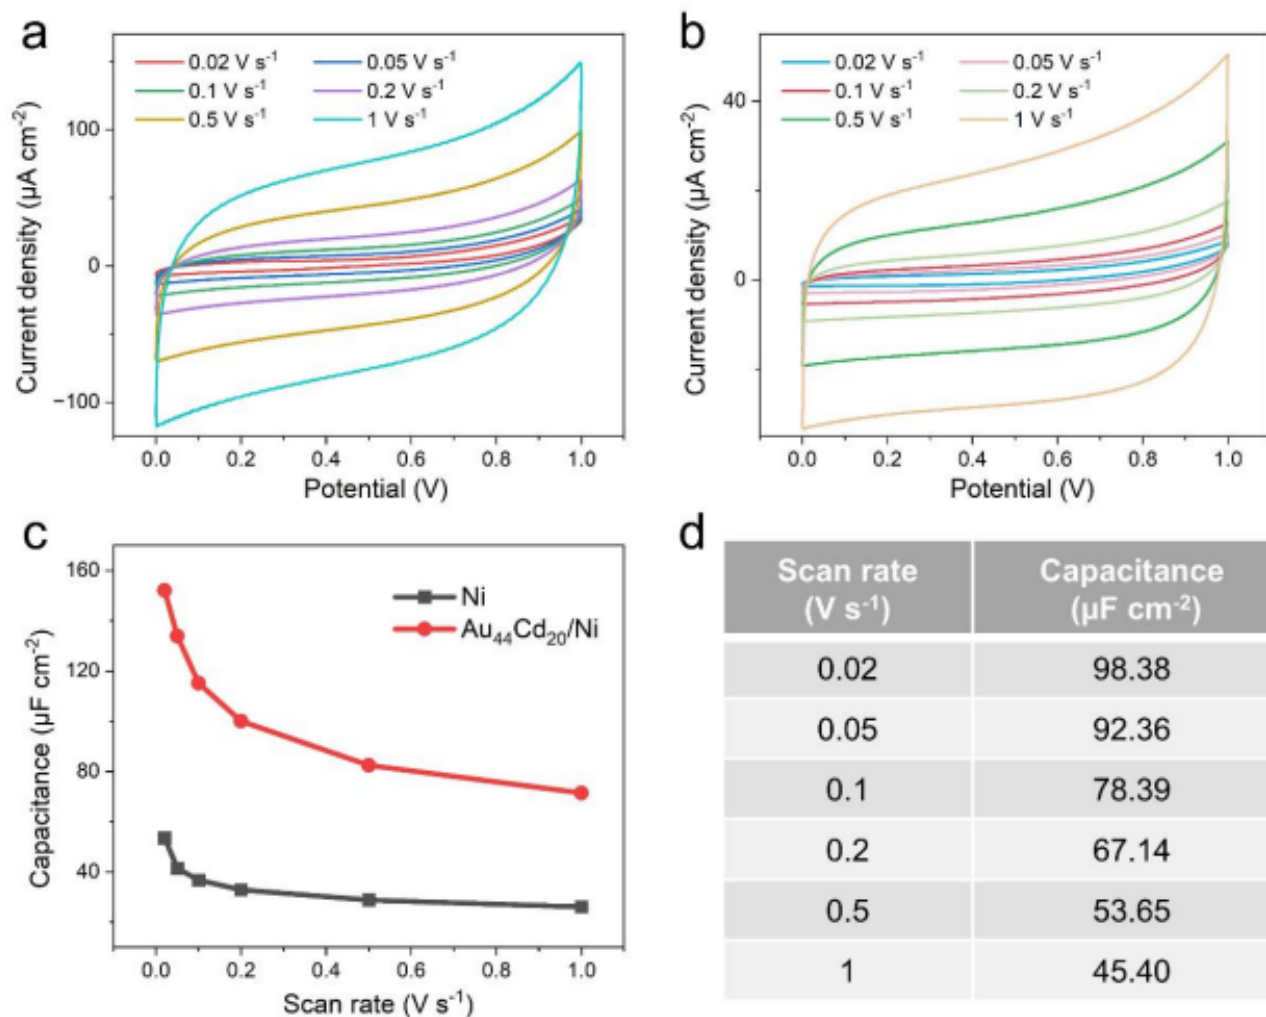 a
0.02 V s⁻¹ 0.05 V s⁻¹
0.1 V s⁻¹ 0.2 V s⁻¹
0.5 V s⁻¹ 1 V s⁻¹
100
0
−100
Current density (µA cm⁻²)
0.0 0.2 0.4 0.6 0.8 1.0
Potential (V)
b
0.02 V s⁻¹ 0.05 V s⁻¹
0.1 V s⁻¹ 0.2 V s⁻¹
0.5 V s⁻¹ 1 V s⁻¹
40
0
Current density (µA cm⁻²)
0.0 0.2 0.4 0.6 0.8 1.0
Potential (V)
c
160
120
80
40
Capacitance (µF cm⁻²)
Ni
Au₄₄Cd₂₀/Ni
0.0 0.2 0.4 0.6 0.8 1.0
Scan rate (V s⁻¹)
d
Scan rate Capacitance
(V s⁻¹) (µF cm⁻²)
0.02 98.38
0.05 92.36
0.1 78.39
0.2 67.14
0.5 53.65
1 45.40